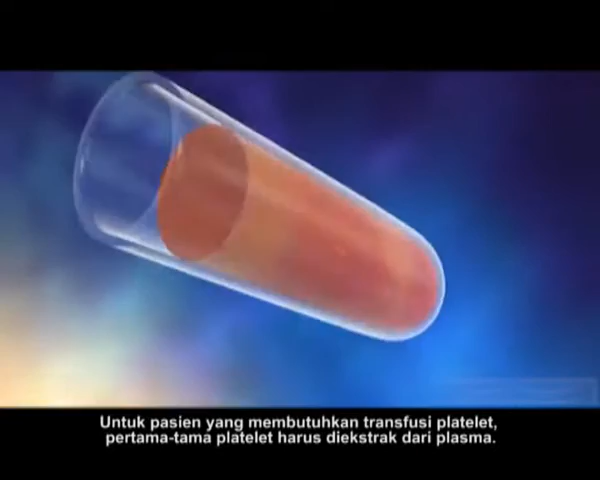 Untuk pasien yang membutuhkan transfusi platelet,
pertama-tama platelet harus diekstrak dari plasma.